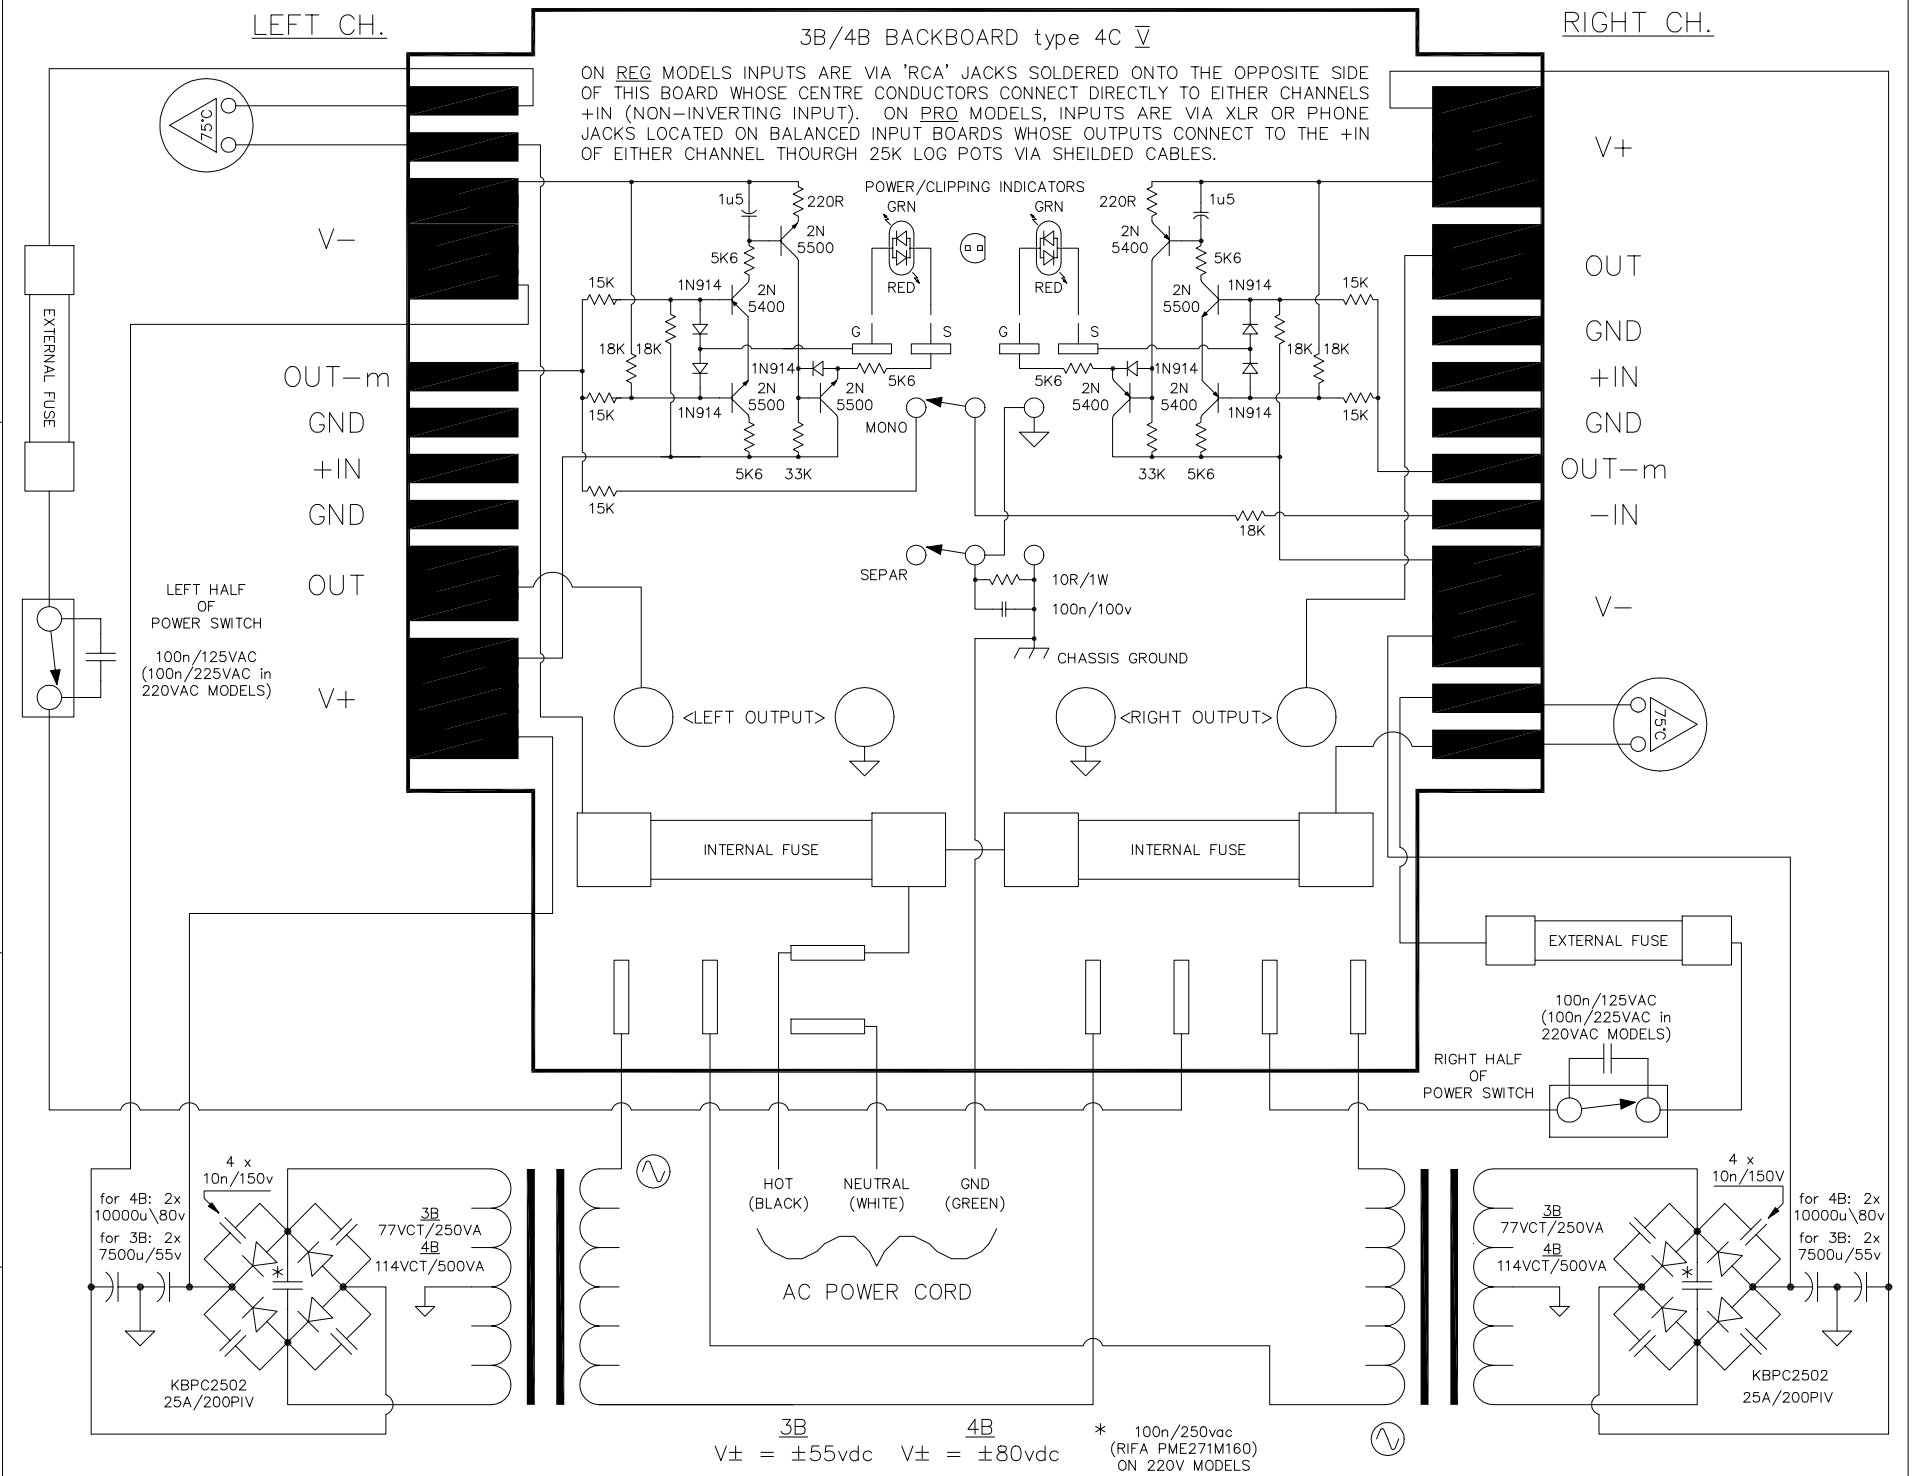 LEFT CH.
RIGHT CH.
3B/4B BACKBOARD type 4C V
ON REG MODELS INPUTS ARE VIA 'RCA' JACKS SOLDERED ONTO THE OPPOSITE SIDE
OF THIS BOARD WHOSE CENTRE CONDUCTORS CONNECT DIRECTLY TO EITHER CHANNELS
+IN (NON-INVERTING INPUT). ON PRO MODELS, INPUTS ARE VIA XLR OR PHONE
JACKS LOCATED ON BALANCED INPUT BOARDS WHOSE OUTPUTS CONNECT TO THE +IN
OF EITHER CHANNEL THOURGH 25K LOG POTS VIA SHEILDED CABLES.
75°C
V-
EXTERNAL FUSE
OUT-m
GND
+IN
GND
OUT
V+
LEFT HALF
OF
POWER SWITCH
100n/125VAC
(100n/225VAC in
220VAC MODELS)
POWER/CLIPPING INDICATORS
1u5
220R
GRN
GRN
220R
1u5
2N
5500
2N
5400
5K6
5K6
RED
RED
15K
1N914
2N
5400
2N
5500
1N914
15K
G
S
G
S
18K
18K
18K
18K
1N914
5K6
5K6
1N914
15K
1N914
2N
5500
2N
5500
2N
5400
2N
5400
1N914
15K
MONO
5K6
33K
33K
5K6
15K
18K
SEPAR
10R/1W
100n/100v
CHASSIS GROUND
<LEFT OUTPUT>
<RIGHT OUTPUT>
INTERNAL FUSE
INTERNAL FUSE
V+
OUT
GND
+IN
GND
OUT-m
-IN
V-
75°C
EXTERNAL FUSE
100n/125VAC
(100n/225VAC in
220VAC MODELS)
RIGHT HALF
OF
POWER SWITCH
4 x
10n/150v
for 4B: 2x
10000u\80v
for 3B: 2x
7500u/55v
*
3B
77VCT/250VA
4B
114VCT/500VA
KBPC2502
25A/200PIV
HOT
(BLACK)
NEUTRAL
(WHITE)
GND
(GREEN)
AC POWER CORD
3B
77VCT/250VA
4B
114VCT/500VA
4 x
10n/150V
for 4B: 2x
10000u\80v
for 3B: 2x
7500u/55v
*
KBPC2502
25A/200PIV
3B
V± = ±55vdc
4B
V± = ±80vdc
* 100n/250vac
(RIFA PME271M160)
ON 220V MODELS